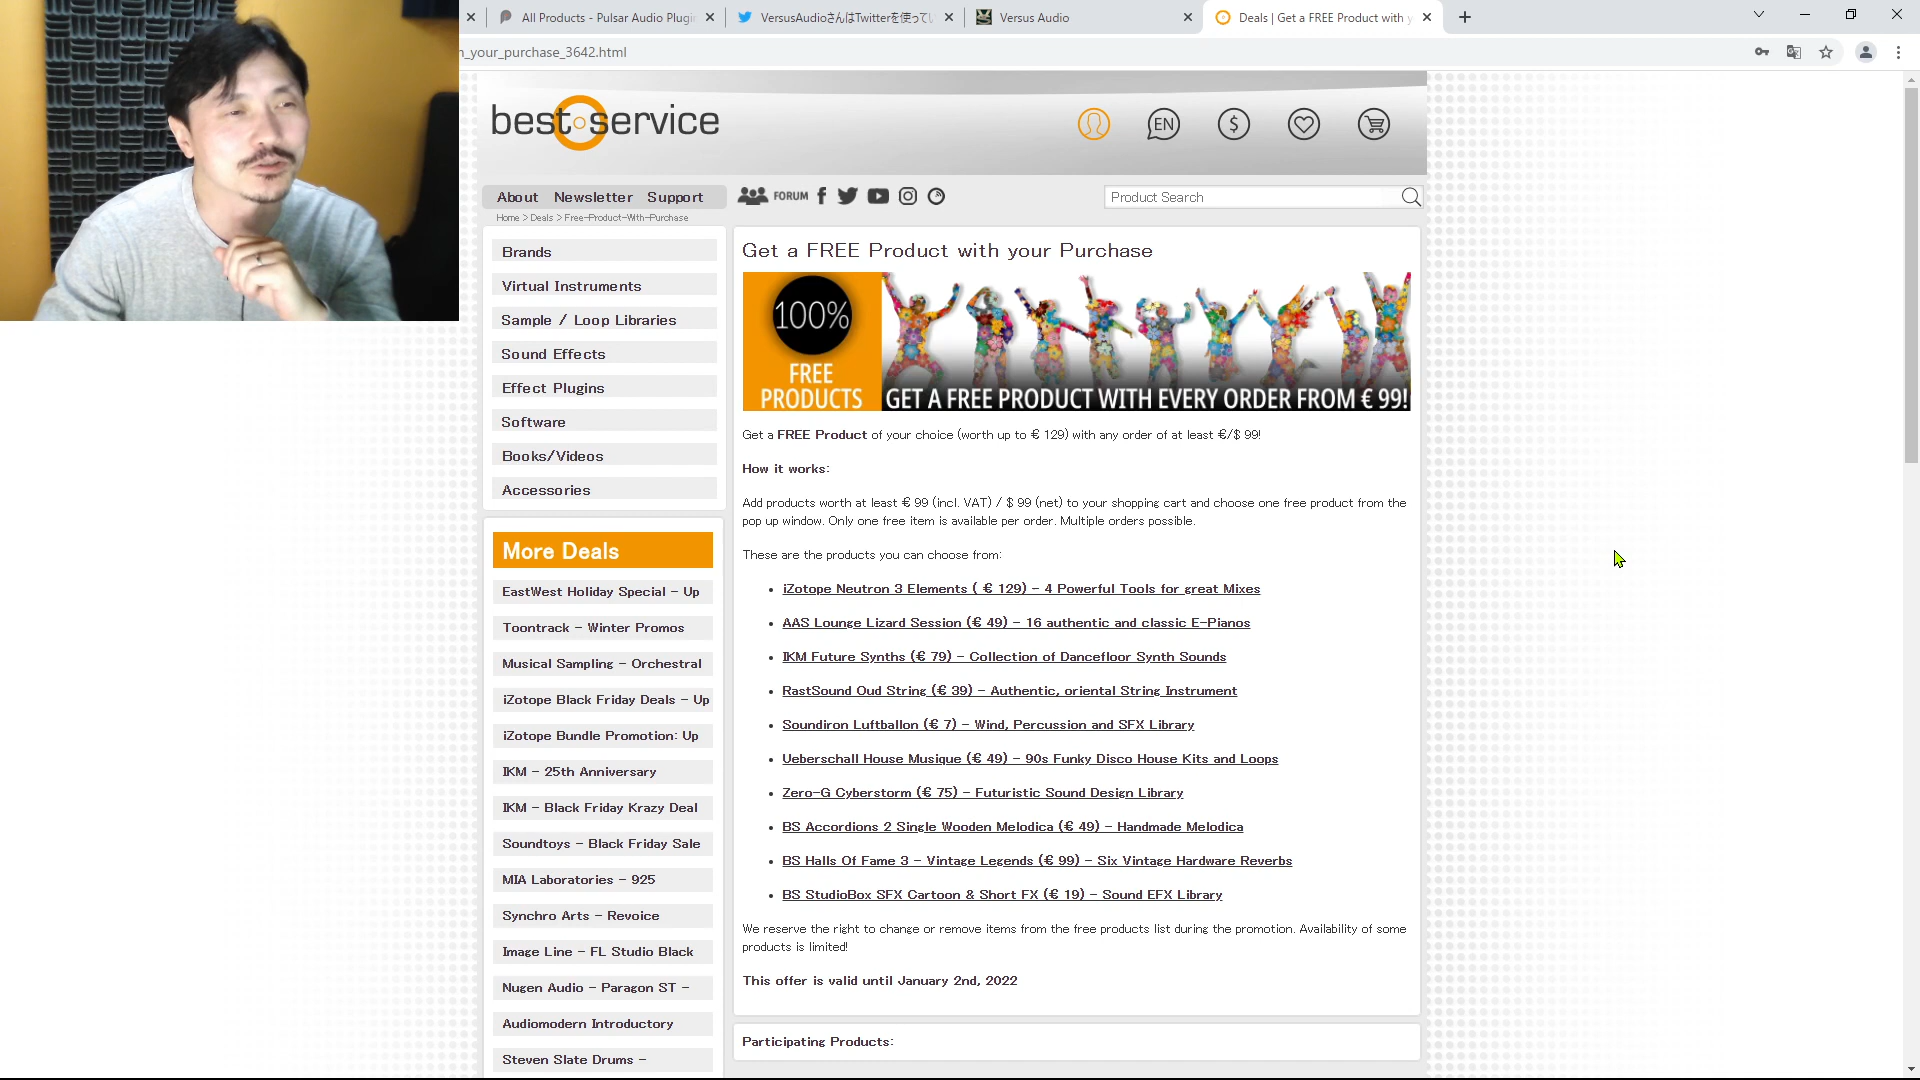 All Products - Pulsar Audio Plugin
VersusAudioさんはTwitterを使ってい
Versus Audio
Deals | Get a FREE Product with y
n_your_purchase_3642.html
best service
EN
$
About Newsletter Support
FORUM
Product Search
Home > Deals > Free-Product-With-Purchase
Brands
Virtual Instruments
Sample / Loop Libraries
Sound Effects
Effect Plugins
Software
Books/Videos
Accessories
More Deals
EastWest Holiday Special - Up
Toontrack - Winter Promos
Musical Sampling - Orchestral
iZotope Black Friday Deals - Up
iZotope Bundle Promotion: Up
IKM - 25th Anniversary
IKM - Black Friday Krazy Deal
Soundtoys - Black Friday Sale
MIA Laboratories - 925
Synchro Arts - Revoice
Image Line - FL Studio Black
Nugen Audio - Paragon ST -
Audiomodern Introductory
Steven Slate Drums -
Get a FREE Product with your Purchase
100%
FREE
PRODUCTS
GET A FREE PRODUCT WITH EVERY ORDER FROM € 99!
Get a FREE Product of your choice (worth up to € 129) with any order of at least €/$ 99!
How it works:
Add products worth at least € 99 (incl. VAT) / $ 99 (net) to your shopping cart and choose one free product from the
pop up window. Only one free item is available per order. Multiple orders possible.
These are the products you can choose from:
• iZotope Neutron 3 Elements ( € 129) - 4 Powerful Tools for great Mixes
• AAS Lounge Lizard Session (€ 49) - 16 authentic and classic E-Pianos
• IKM Future Synths (€ 79) - Collection of Dancefloor Synth Sounds
• RastSound Oud String (€ 39) - Authentic, oriental String Instrument
• Soundiron Luftballon (€ 7) - Wind, Percussion and SFX Library
• Ueberschall House Musique (€ 49) - 90s Funky Disco House Kits and Loops
• Zero-G Cyberstorm (€ 75) - Futuristic Sound Design Library
• BS Accordions 2 Single Wooden Melodica (€ 49) - Handmade Melodica
• BS Halls Of Fame 3 - Vintage Legends (€ 99) - Six Vintage Hardware Reverbs
• BS StudioBox SFX Cartoon & Short FX (€ 19) - Sound EFX Library
We reserve the right to change or remove items from the free products list during the promotion. Availability of some
products is limited!
This offer is valid until January 2nd, 2022
Participating Products: